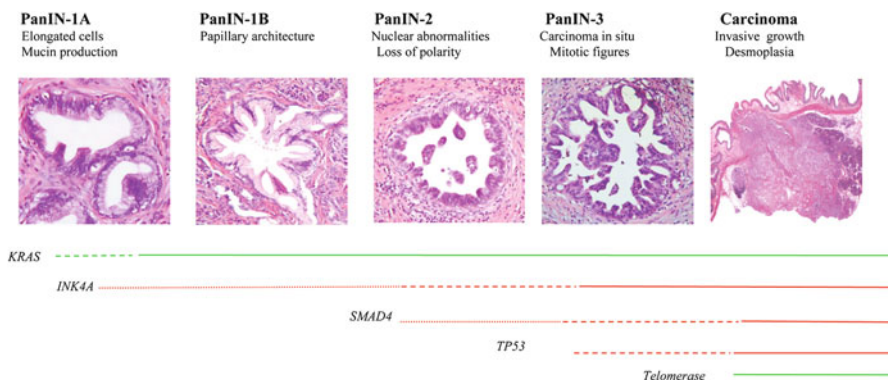 PanIN-1A
Elongated cells
Mucin production
PanIN-1B
Papillary architecture
PanIN-2
Nuclear abnormalities
Loss of polarity
PanIN-3
Carcinoma in situ
Mitotic figures
Carcinoma
Invasive growth
Desmoplasia
KRAS
INK4A
SMAD4
TP53
Telomerase